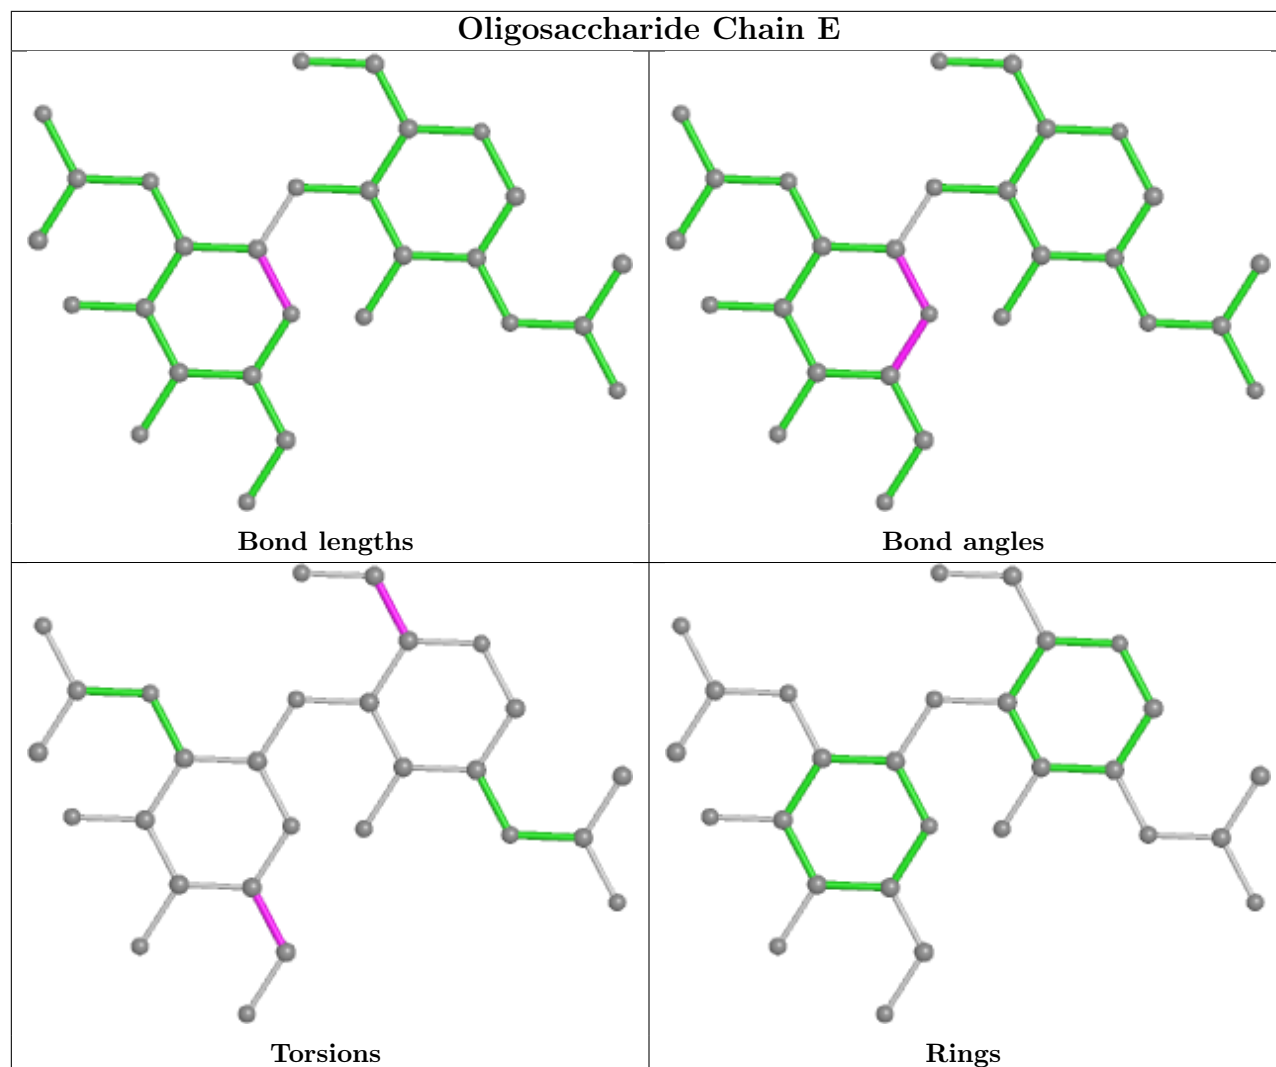 Oligosaccharide Chain E
Bond lengths
Bond angles
Torsions
Rings